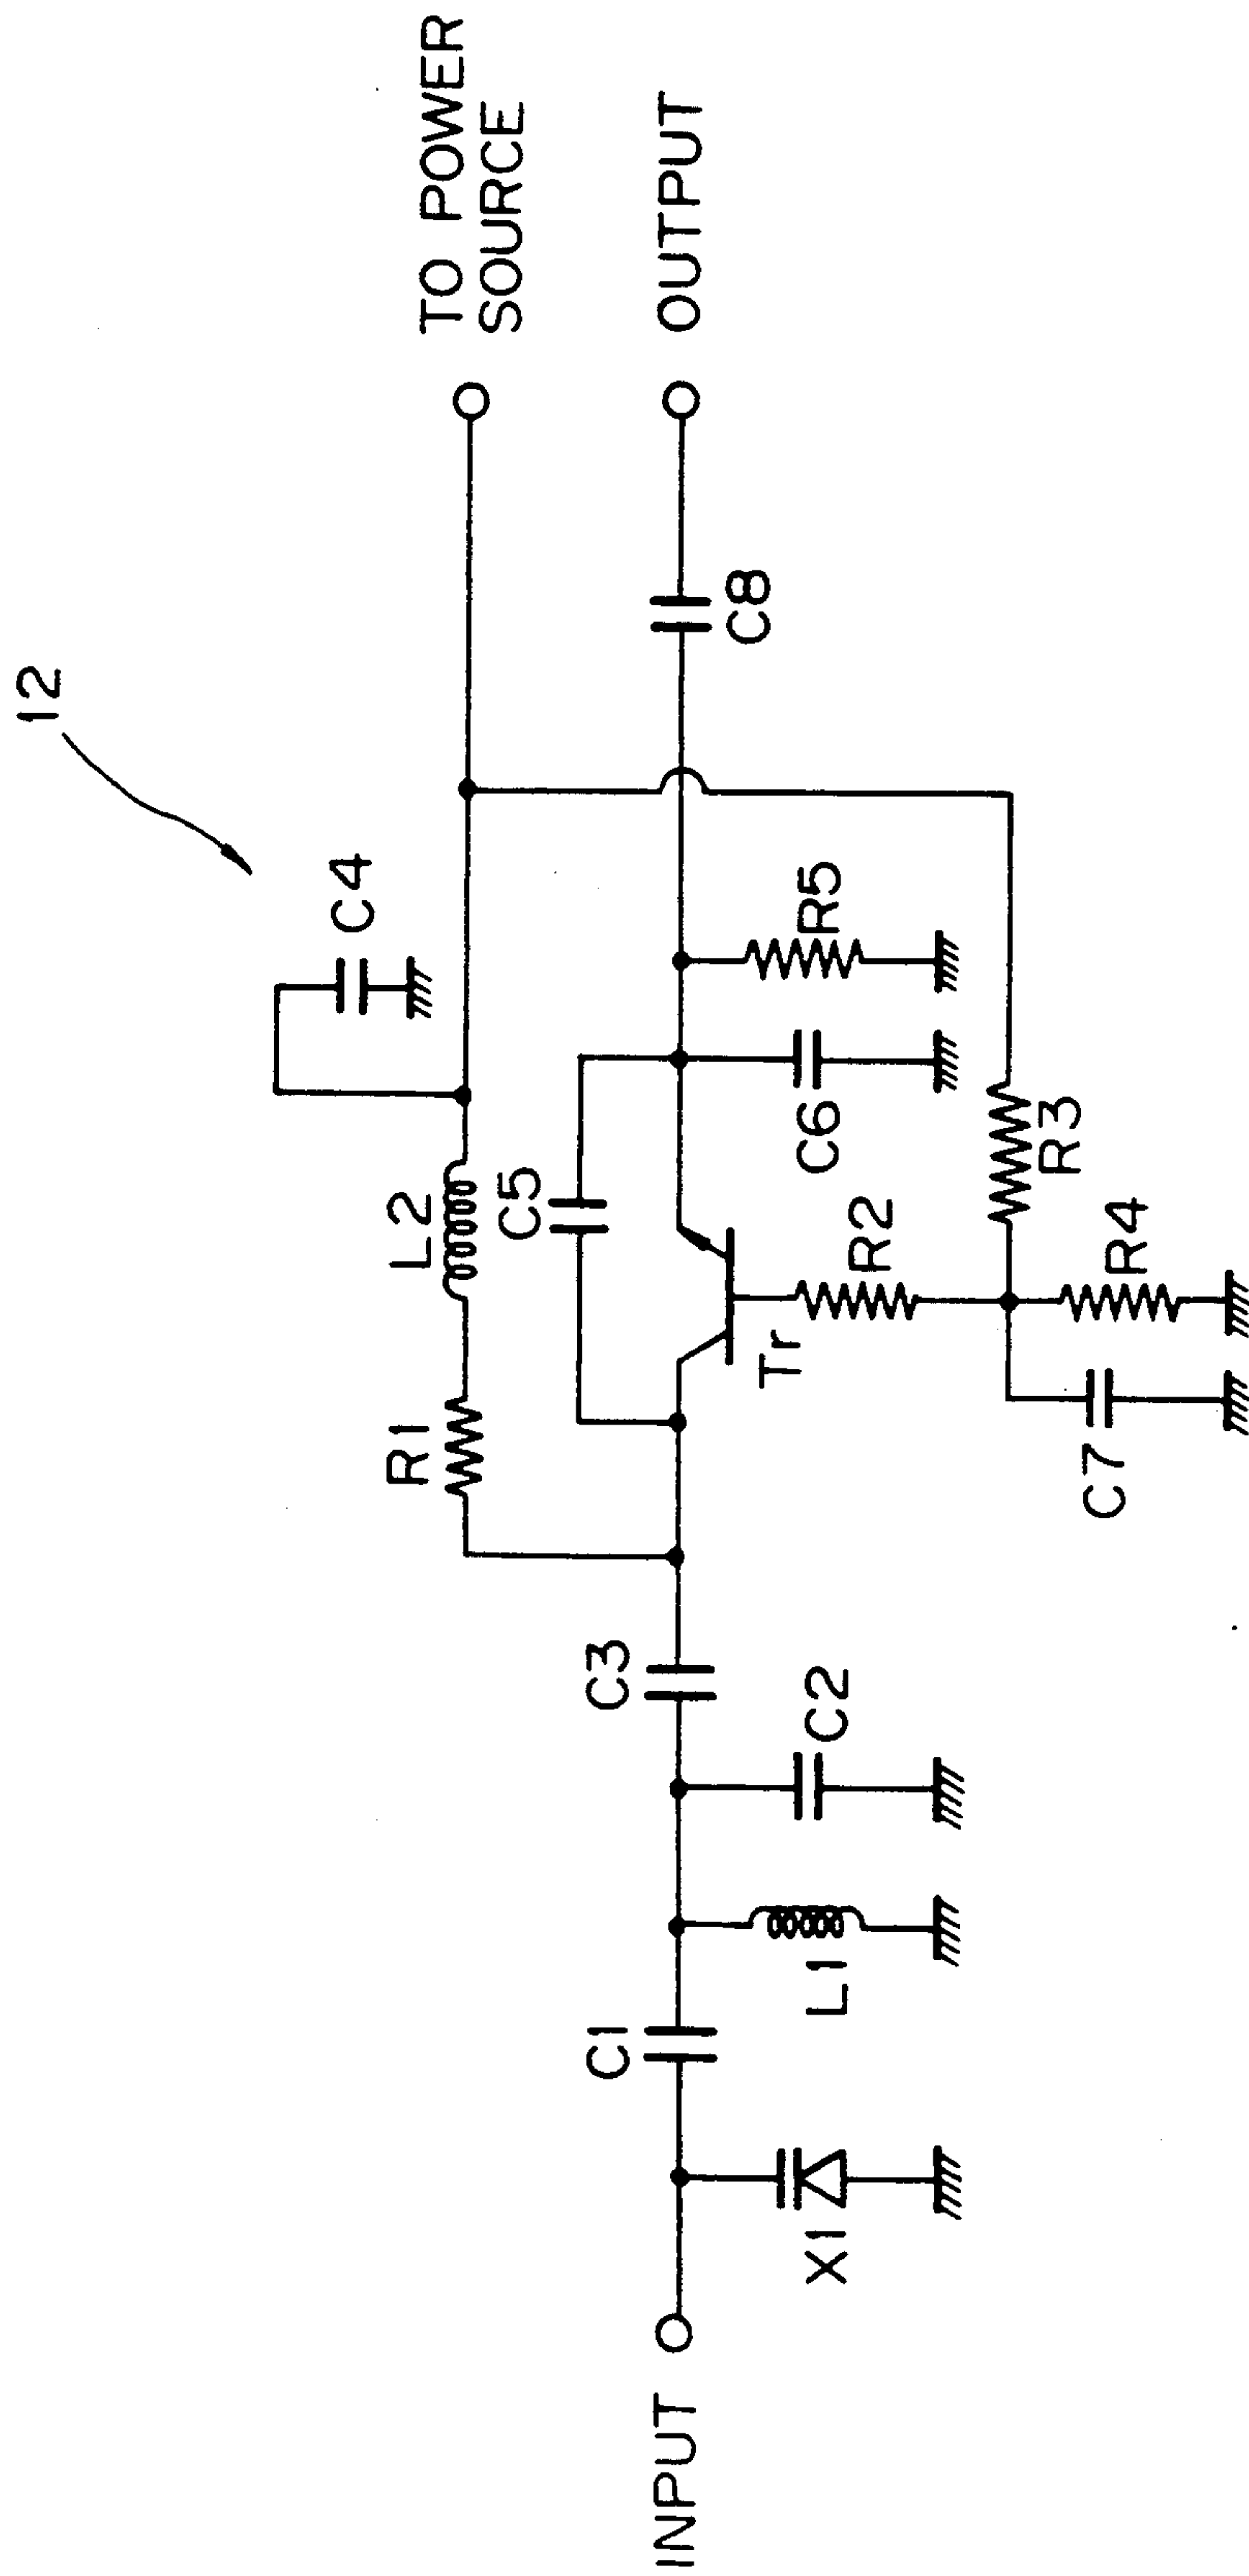 12
TO POWER
SOURCE
C4
R1
L2
C5
OUTPUT
C8
INPUT
C1
C3
Tr
X1
L1
C2
C6
R5
R2
C7
R4
R3